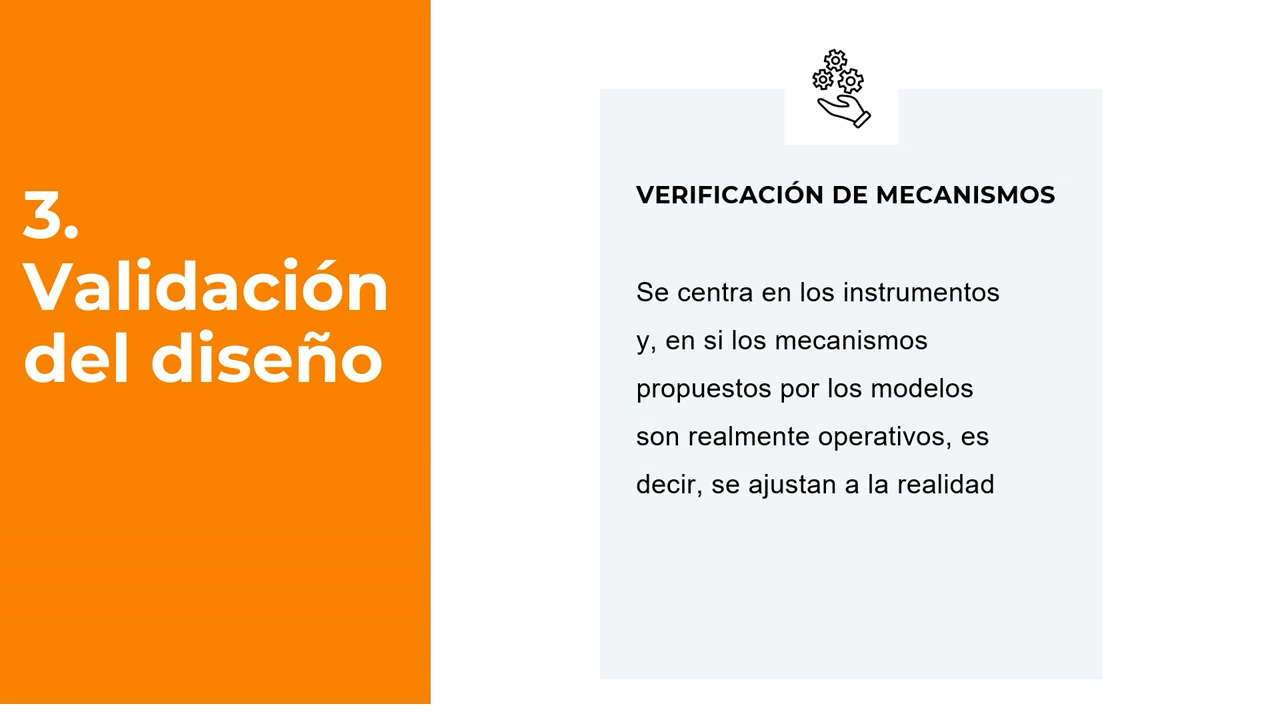 3.
Validación
del diseño
VERIFICACIÓN DE MECANISMOS
Se centra en los instrumentos
y, en si los mecanismos
propuestos por los modelos
son realmente operativos, es
decir, se ajustan a la realidad